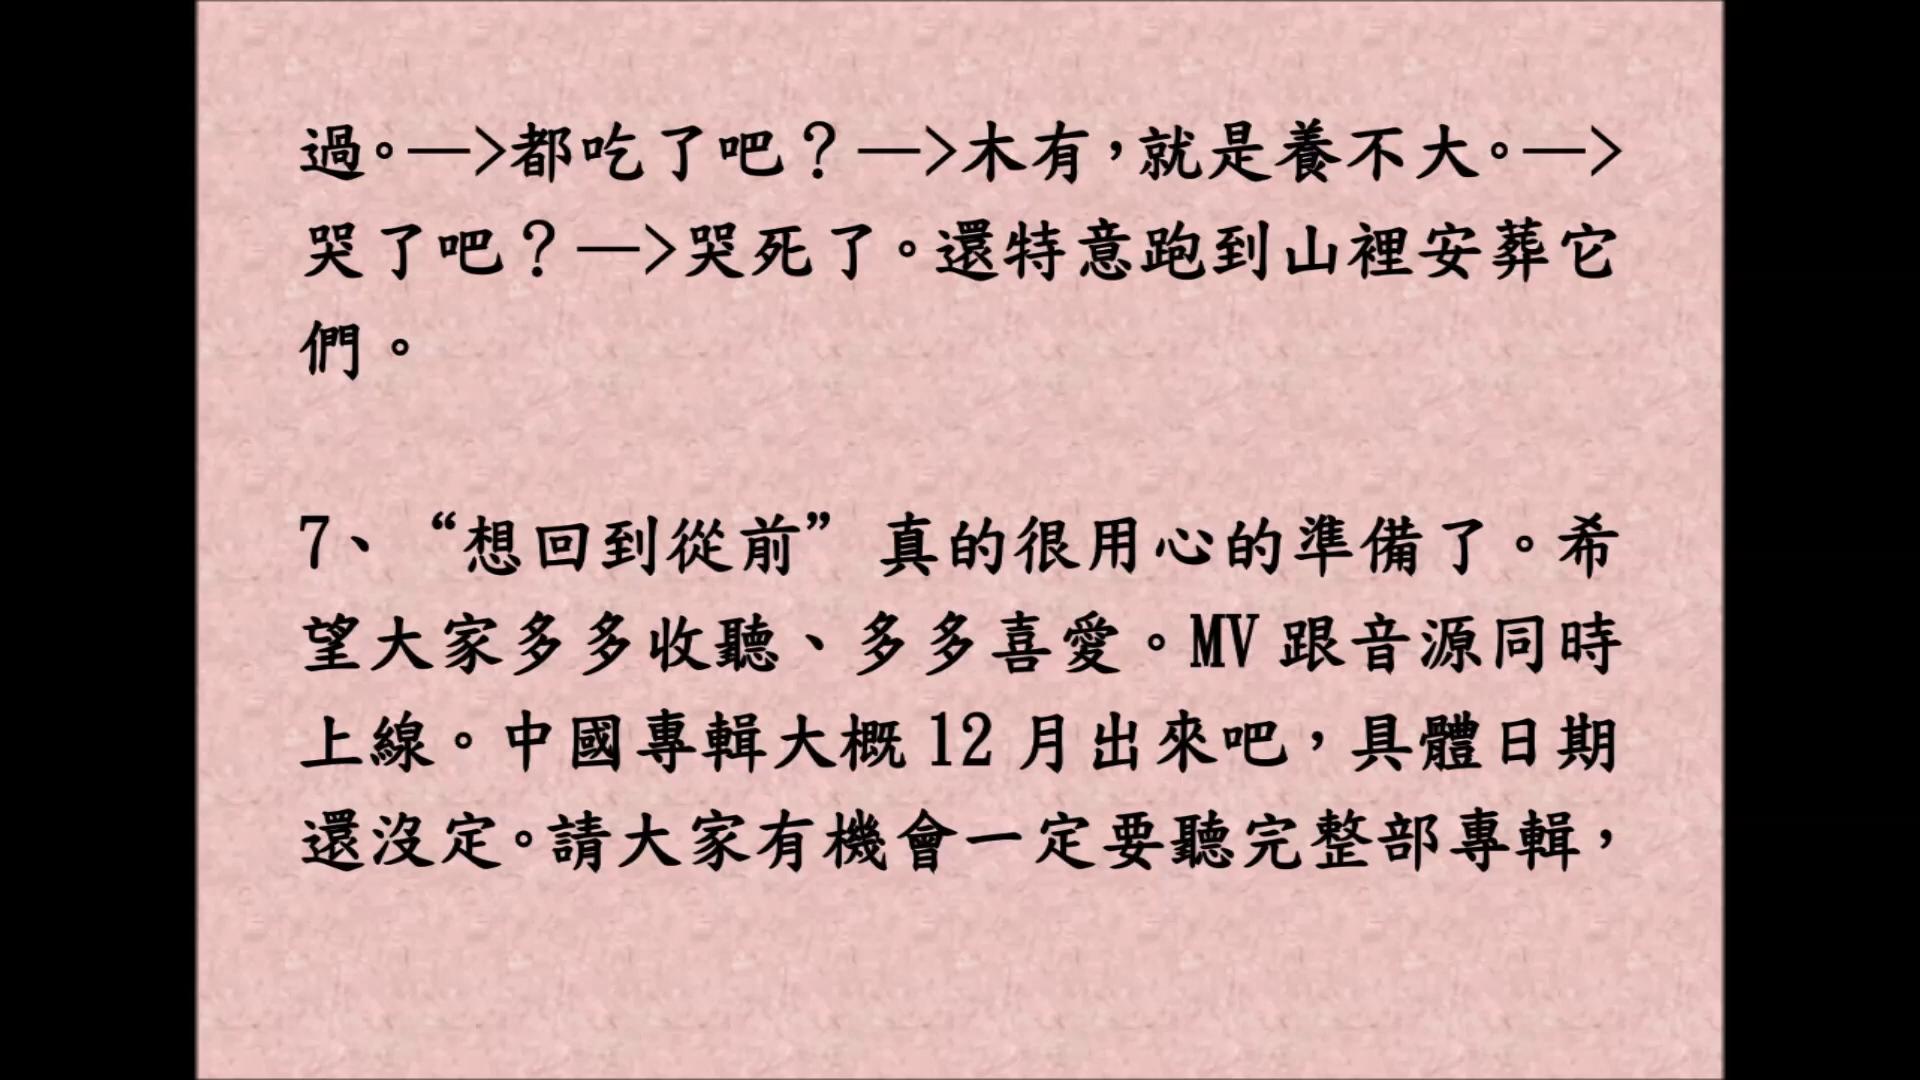 過。—>都吃了吧？—>木有，就是養不大。—>
哭了吧？—>哭死了。還特意跑到山裡安葬它
們。
7、“想回到從前” 真的很用心的準備了。希
望大家多多收聽、多多喜愛。MV 跟音源同時
上線。中國專輯大概 12 月出來吧，具體日期
還沒定。請大家有機會一定要聽完整部專輯，